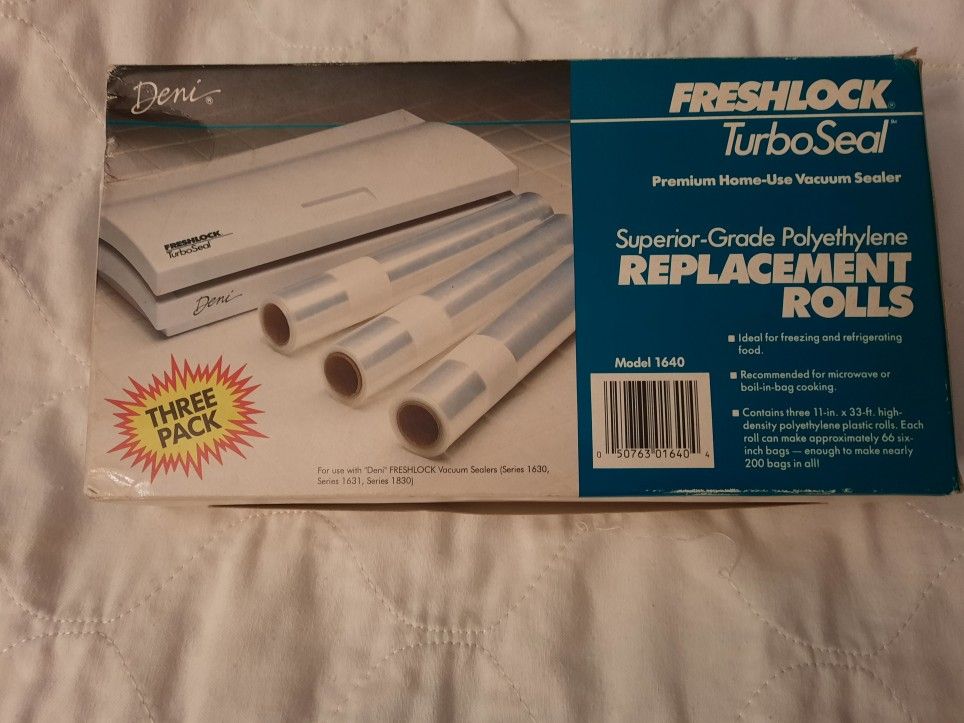 Deni®
FRESHLOCK®
TurboSeal™
Premium Home-Use Vacuum Sealer
Superior-Grade Polyethylene
REPLACEMENT
ROLLS
FRESHLOCK
TurboSeal
Deni
Model 1640
■ Ideal for freezing and refrigerating
food.
■ Recommended for microwave or
boil-in-bag cooking.
■ Contains three 11-in. x 33-ft. high-
density polyethylene plastic rolls. Each
roll can make approximately 66 six-
inch bags — enough to make nearly
200 bags in all!
0 50763 01640 4
THREE
PACK
For use with "Deni" FRESHLOCK Vacuum Sealers (Series 1630,
Series 1631, Series 1830)